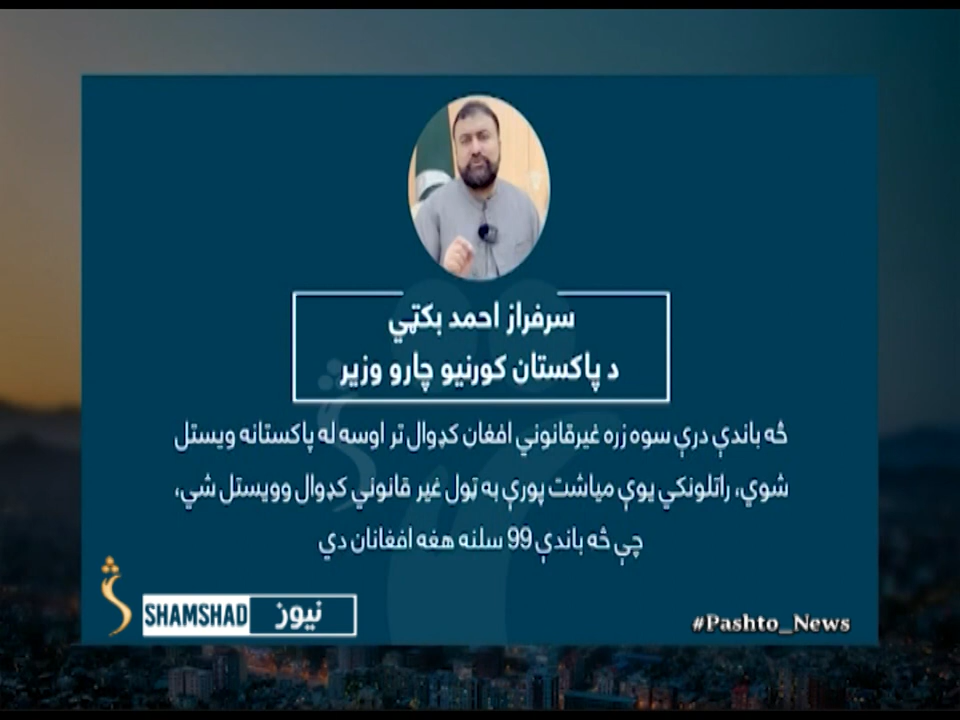 سرفراز احمد بکټي
د پاکستان کورنیو چارو وزیر
څه باندې درې سوه زره غیرقانوني افغان کډوال تر اوسه له پاکستانه ویستل
شوي، راتلونکي یوې میاشت پورې به ټول غیر قانوني کډوال وویستل شي،
چې څه باندې 99 سلنه هغه افغانان دي
SHAMSHAD نیوز
#Pashto_News